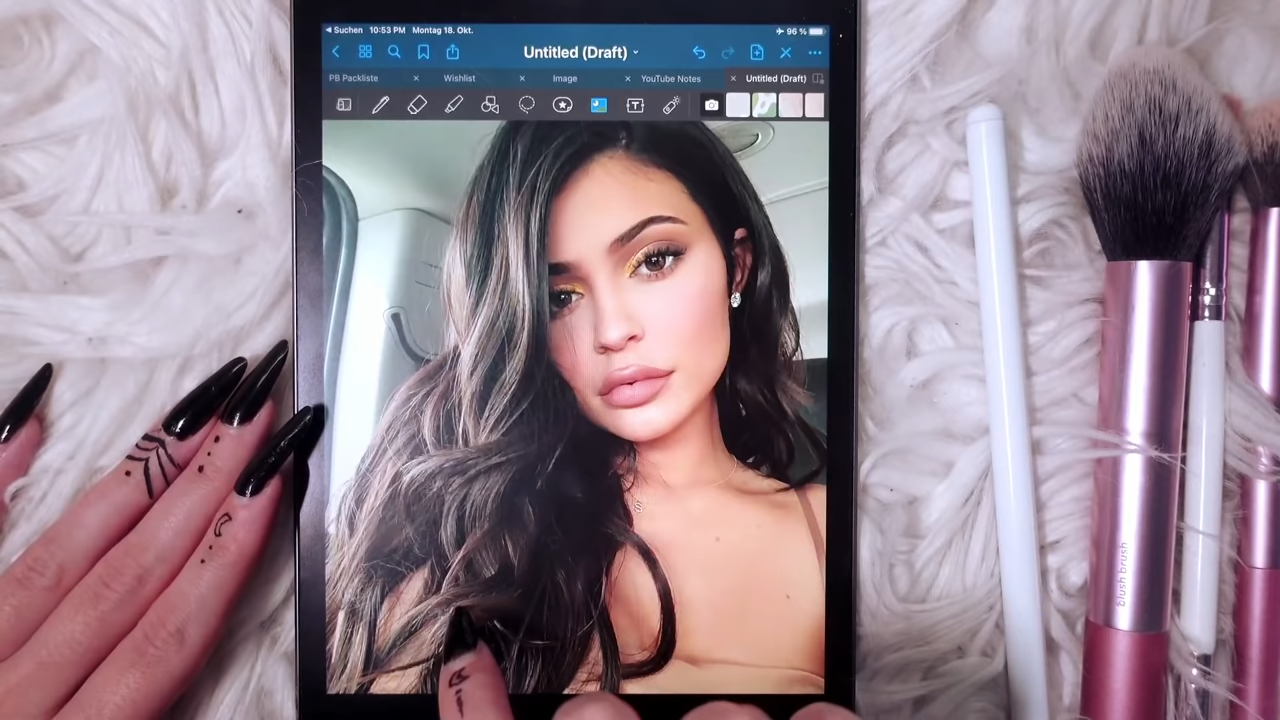 Suchen 10:53 PM Montag 18. Okt. 96 %
Untitled (Draft)
PB Packliste Wishlist Image YouTube Notes Untitled (Draft)
T
blush brush